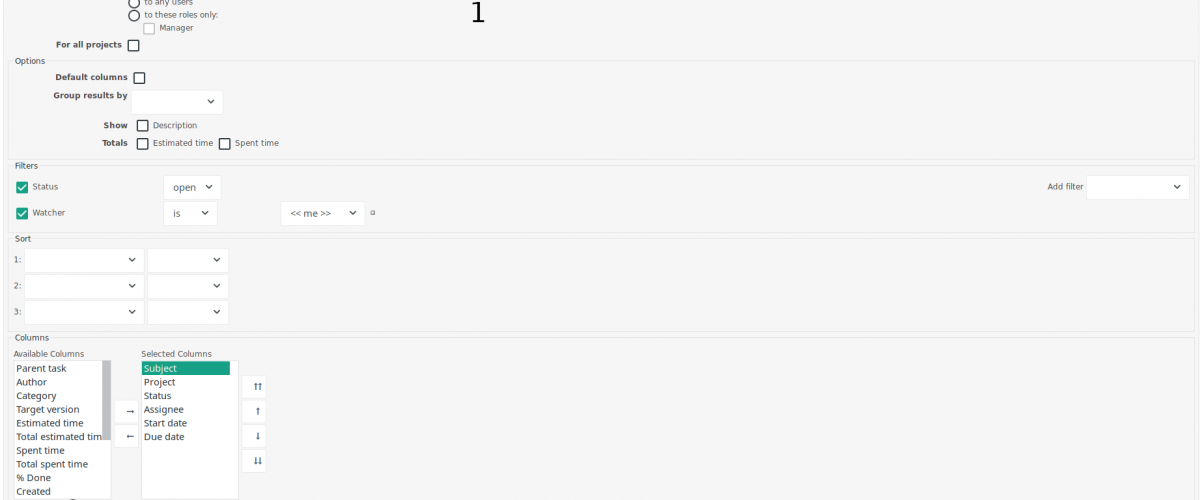 to any users
1
to these roles only:
Manager
For all projects
Options
Default columns
Group results by
Show Description
Totals Estimated time Spent time
Filters
Status open Add filter
Watcher is << me >>
Sort
1:
2:
3:
Columns
Available Columns Selected Columns
Parent task Subject
Author Project
Category Status
Target version Assignee
Estimated time Start date
Total estimated tim Due date
Spent time
Total spent time
% Done
Created